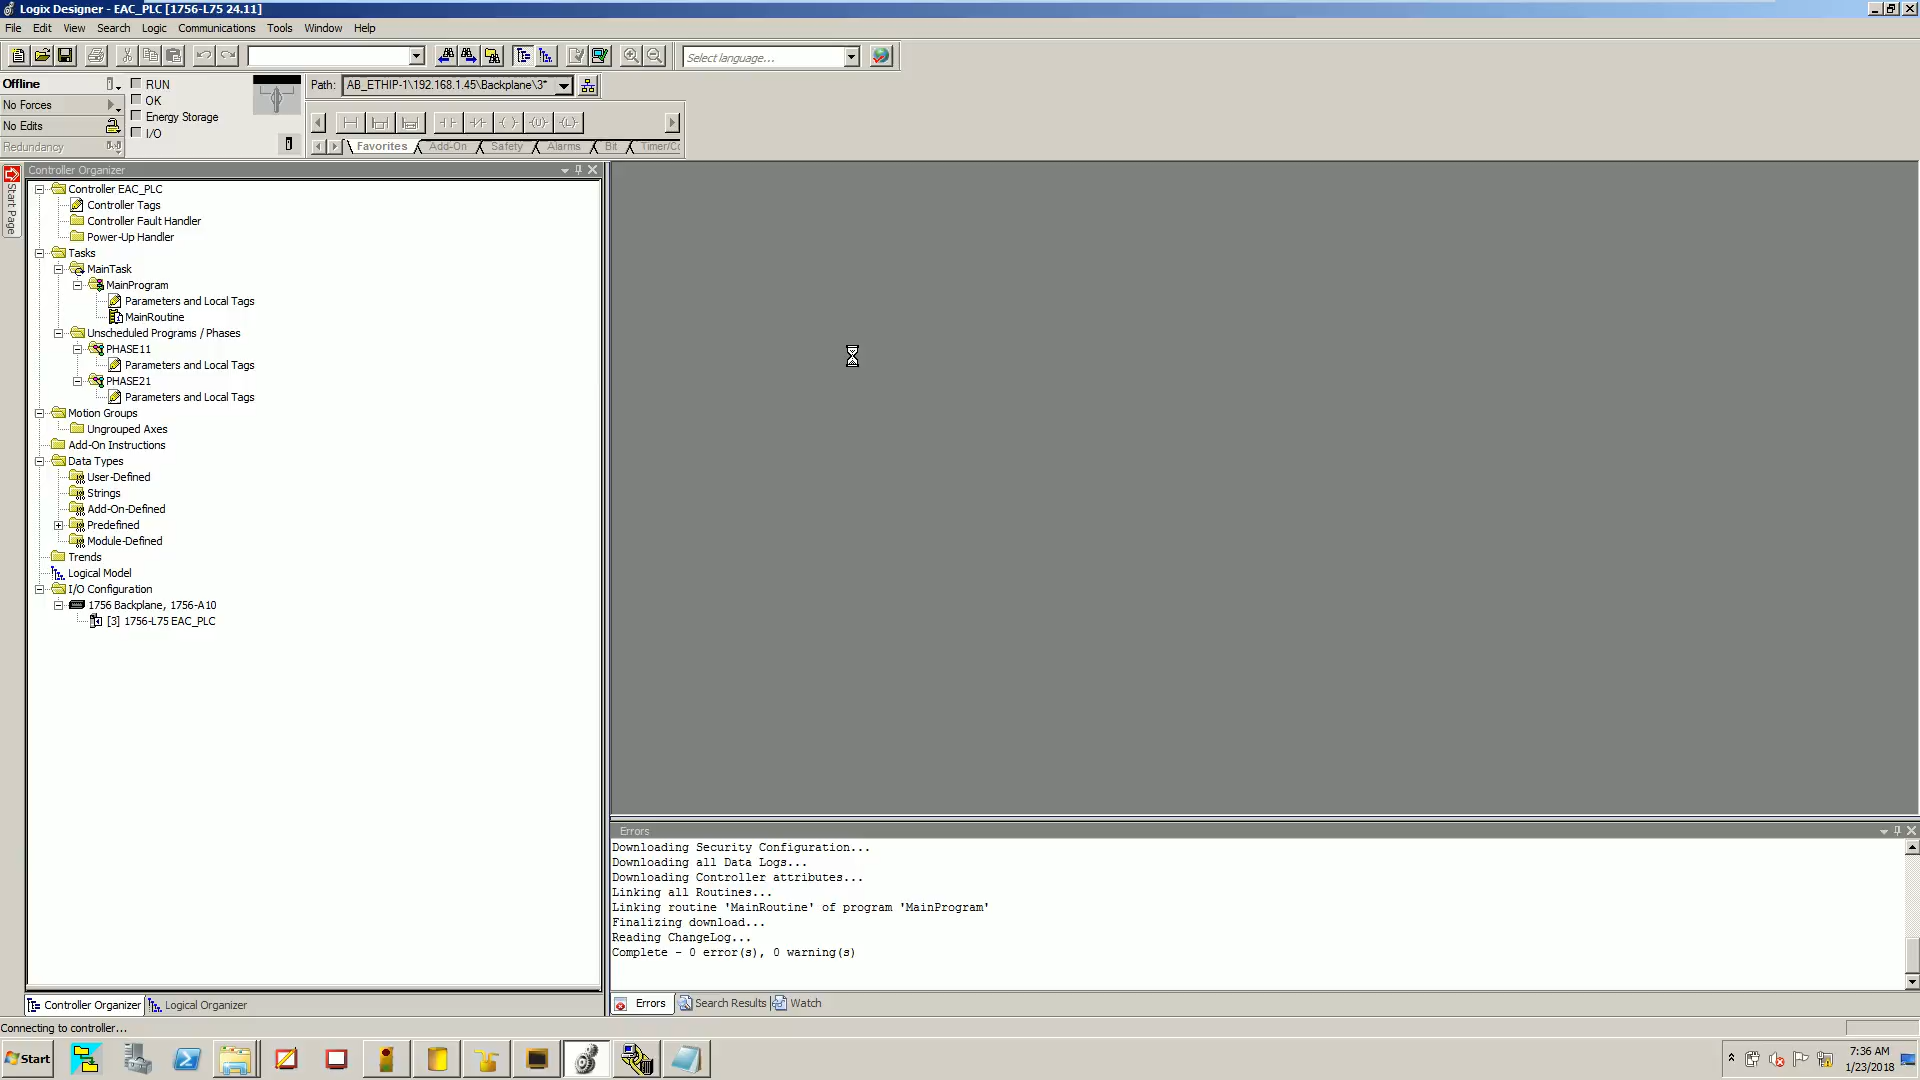 Logix Designer - EAC_PLC [1756-L75 24.11]
File Edit View Search Logic Communications Tools Window Help
Select language...
Offline
RUN
No Forces
OK
No Edits
Energy Storage
Redundancy
I/O
Path: AB_ETHIP-1\192.168.1.45\Backplane\3*
Favorites Add-On Safety Alarms Bit Timer/Cc
Start Page
Controller Organizer
Controller EAC_PLC
Controller Tags
Controller Fault Handler
Power-Up Handler
Tasks
MainTask
MainProgram
Parameters and Local Tags
MainRoutine
Unscheduled Programs / Phases
PHASE11
Parameters and Local Tags
PHASE21
Parameters and Local Tags
Motion Groups
Ungrouped Axes
Add-On Instructions
Data Types
User-Defined
Strings
Add-On-Defined
Predefined
Module-Defined
Trends
Logical Model
I/O Configuration
1756 Backplane, 1756-A10
[3] 1756-L75 EAC_PLC
Controller Organizer Logical Organizer
Errors
Downloading Security Configuration...
Downloading all Data Logs...
Downloading Controller attributes...
Linking all Routines...
Linking routine 'MainRoutine' of program 'MainProgram'
Finalizing download...
Reading ChangeLog...
Complete - 0 error(s), 0 warning(s)
Errors Search Results Watch
Connecting to controller...
Start
7:36 AM
1/23/2018